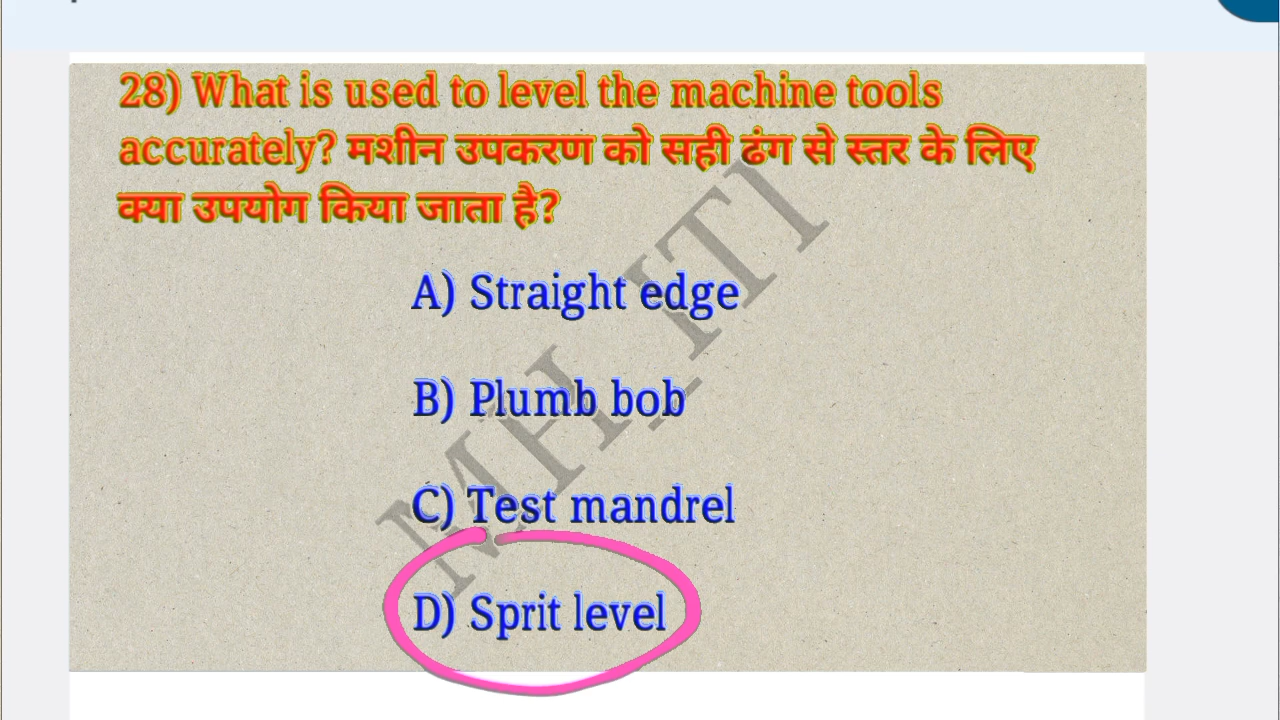 28) What is used to level the machine tools
accurately? मशीन उपकरण को सही ढंग से स्तर के लिए
क्या उपयोग किया जाता है?
A) Straight edge
B) Plumb bob
C) Test mandrel
D) Sprit level
MH_ITI